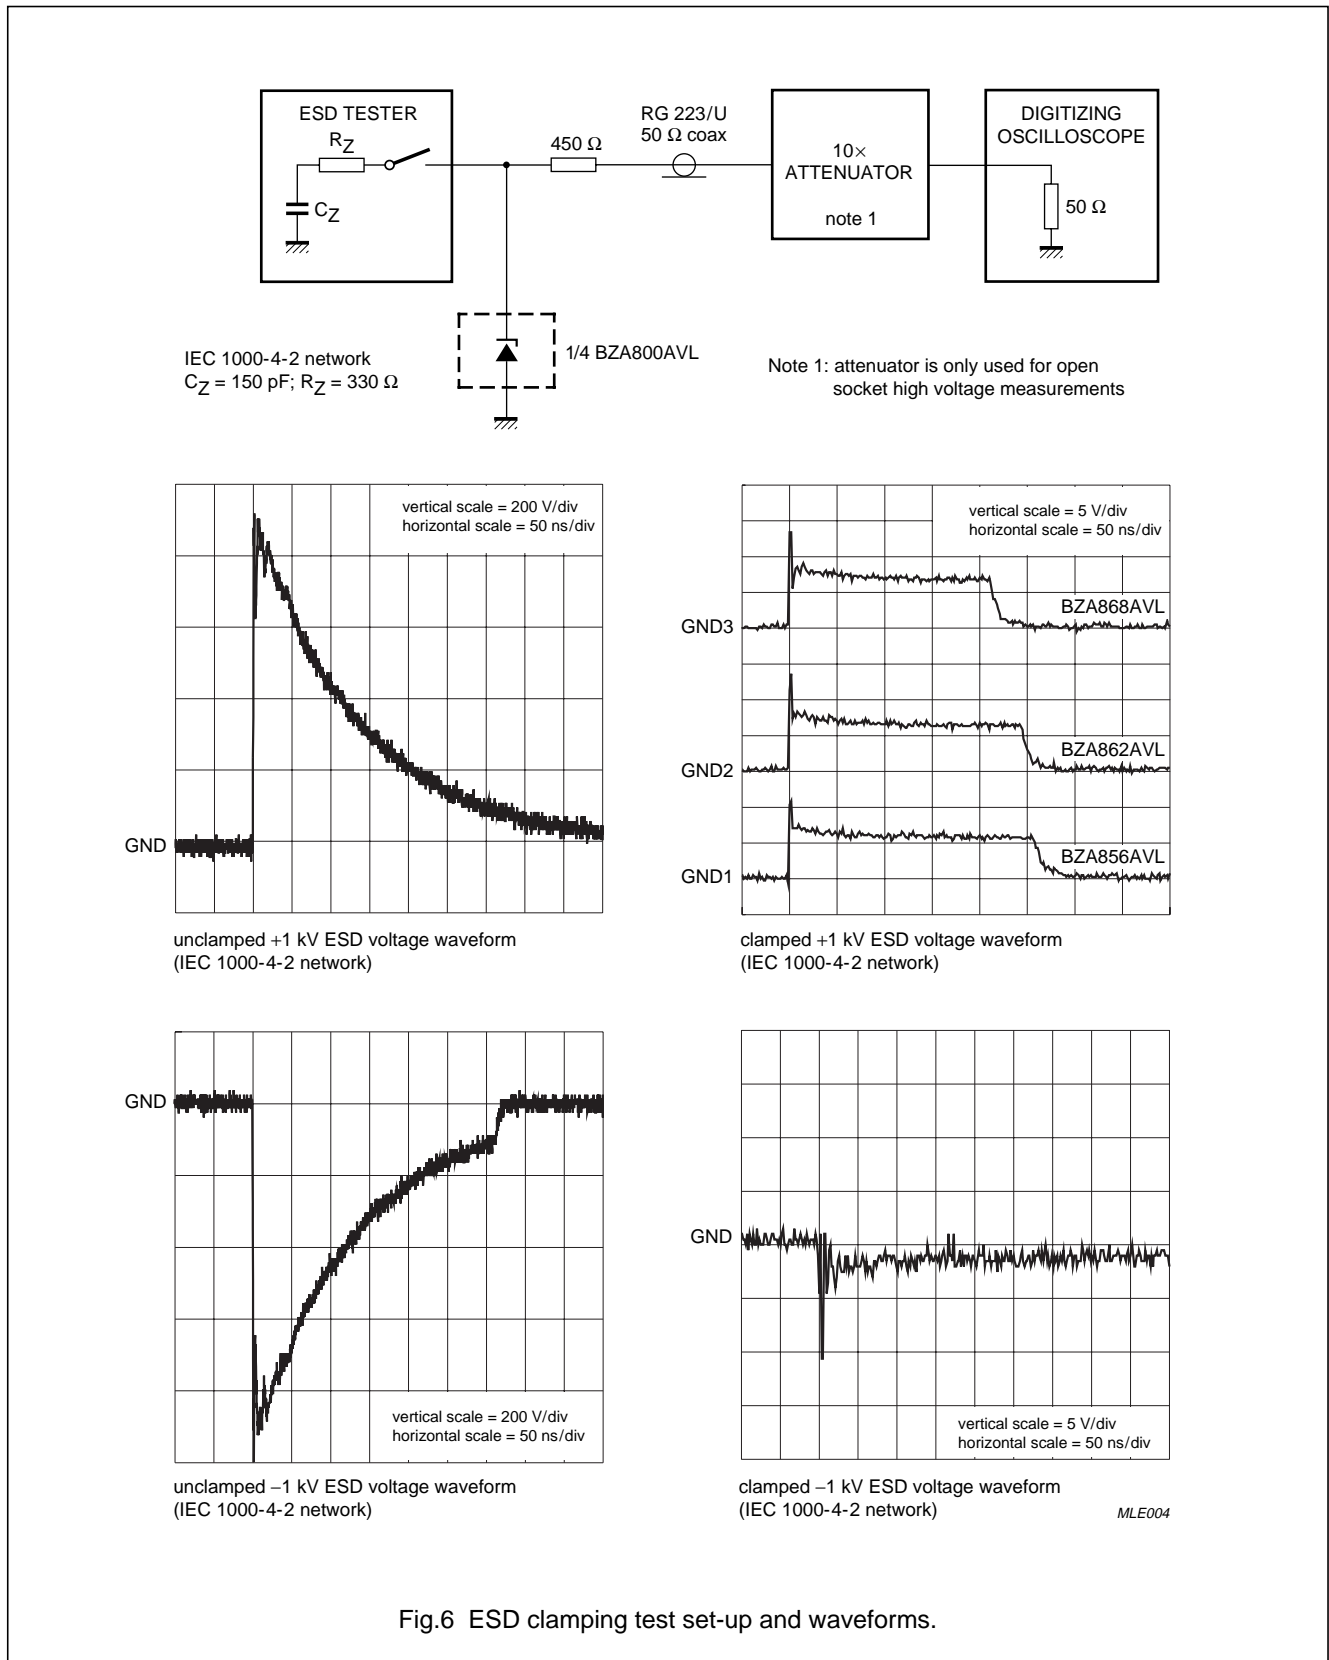 ESD TESTER
RZ
CZ
450 Ω
RG 223/U
50 Ω coax
10×
ATTENUATOR
note 1
DIGITIZING
OSCILLOSCOPE
50 Ω
1/4 BZA800AVL
IEC 1000-4-2 network
CZ = 150 pF; RZ = 330 Ω
Note 1: attenuator is only used for open
socket high voltage measurements
vertical scale = 200 V/div
horizontal scale = 50 ns/div
GND
unclamped +1 kV ESD voltage waveform
(IEC 1000-4-2 network)
vertical scale = 5 V/div
horizontal scale = 50 ns/div
BZA868AVL
GND3
BZA862AVL
GND2
BZA856AVL
GND1
clamped +1 kV ESD voltage waveform
(IEC 1000-4-2 network)
GND
vertical scale = 200 V/div
horizontal scale = 50 ns/div
unclamped −1 kV ESD voltage waveform
(IEC 1000-4-2 network)
GND
vertical scale = 5 V/div
horizontal scale = 50 ns/div
clamped −1 kV ESD voltage waveform
(IEC 1000-4-2 network)
MLE004
Fig.6 ESD clamping test set-up and waveforms.